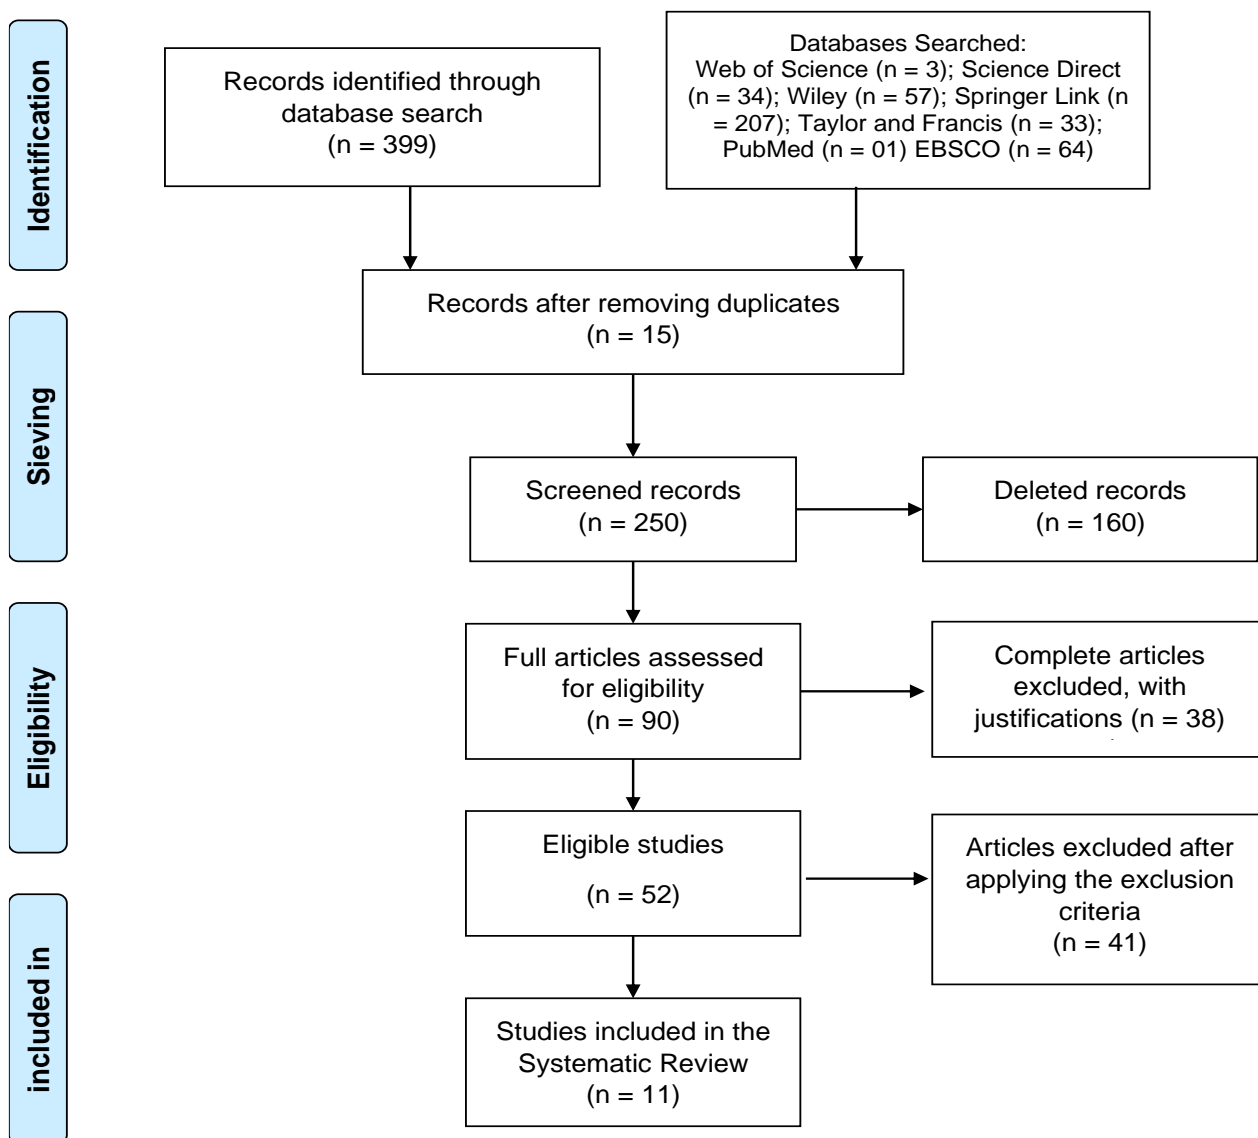 Identification
Records identified through
database search
(n = 399)
Databases Searched:
Web of Science (n = 3); Science Direct
(n = 34); Wiley (n = 57); Springer Link (n
= 207); Taylor and Francis (n = 33);
PubMed (n = 01) EBSCO (n = 64)
Records after removing duplicates
(n = 15)
Sieving
Screened records
(n = 250)
Deleted records
(n = 160)
Eligibility
Full articles assessed
for eligibility
(n = 90)
Complete articles
excluded, with
justifications (n = 38)
Eligible studies
(n = 52)
Articles excluded after
applying the exclusion
criteria
(n = 41)
included in
Studies included in the
Systematic Review
(n = 11)